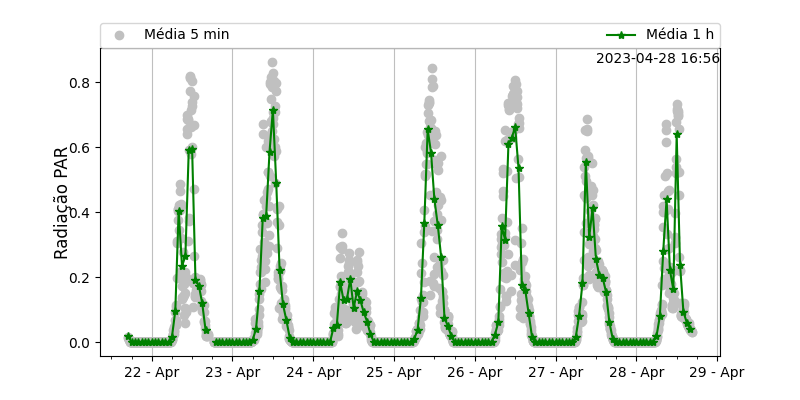 Média 5 min
Média 1 h
2023-04-28 16:56
Radiação PAR
0.8
0.6
0.4
0.2
0.0
22 - Apr
23 - Apr
24 - Apr
25 - Apr
26 - Apr
27 - Apr
28 - Apr
29 - Apr